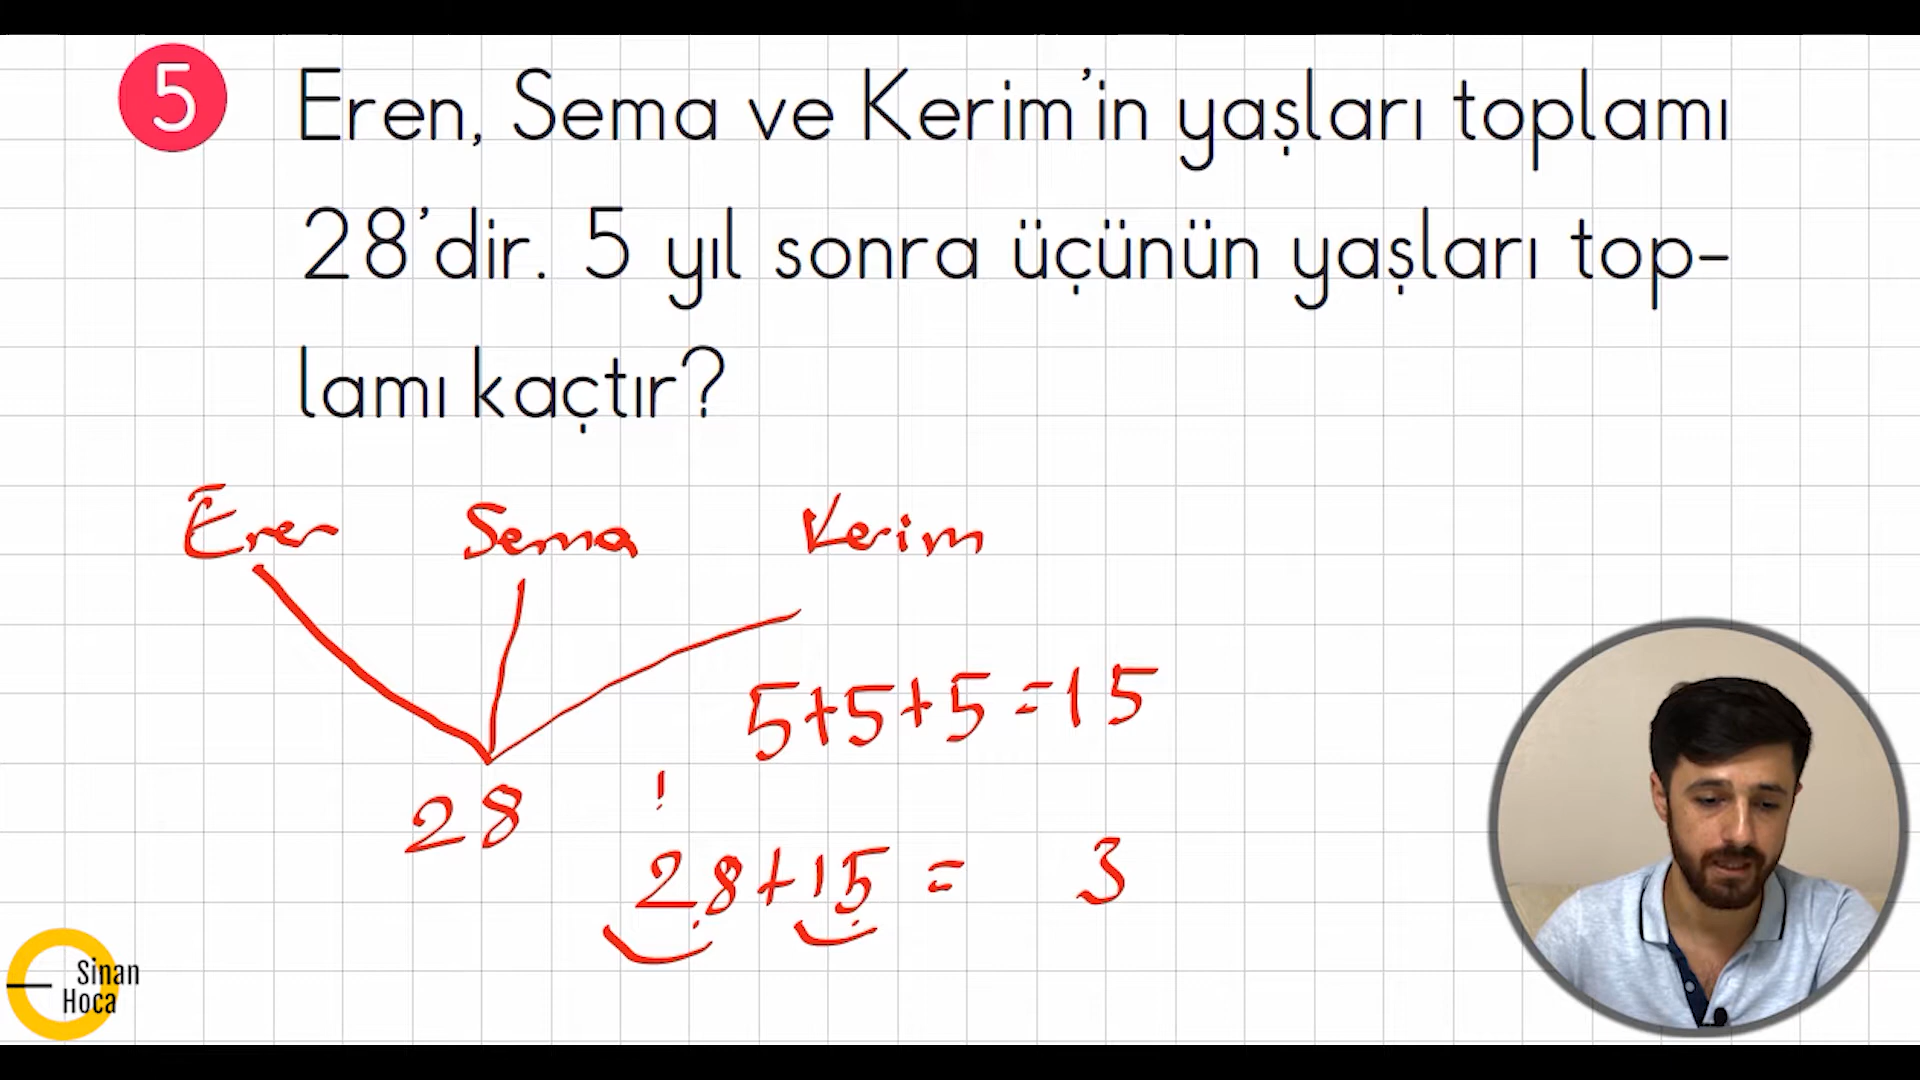 5
Eren, Sema ve Kerim'in yaşları toplamı
28'dir. 5 yıl sonra üçünün yaşları top-
lamı kaçtır?
Eren Sema Kerim
5+5+5=15
28
!
28+15= 3
Sinan
Hoca